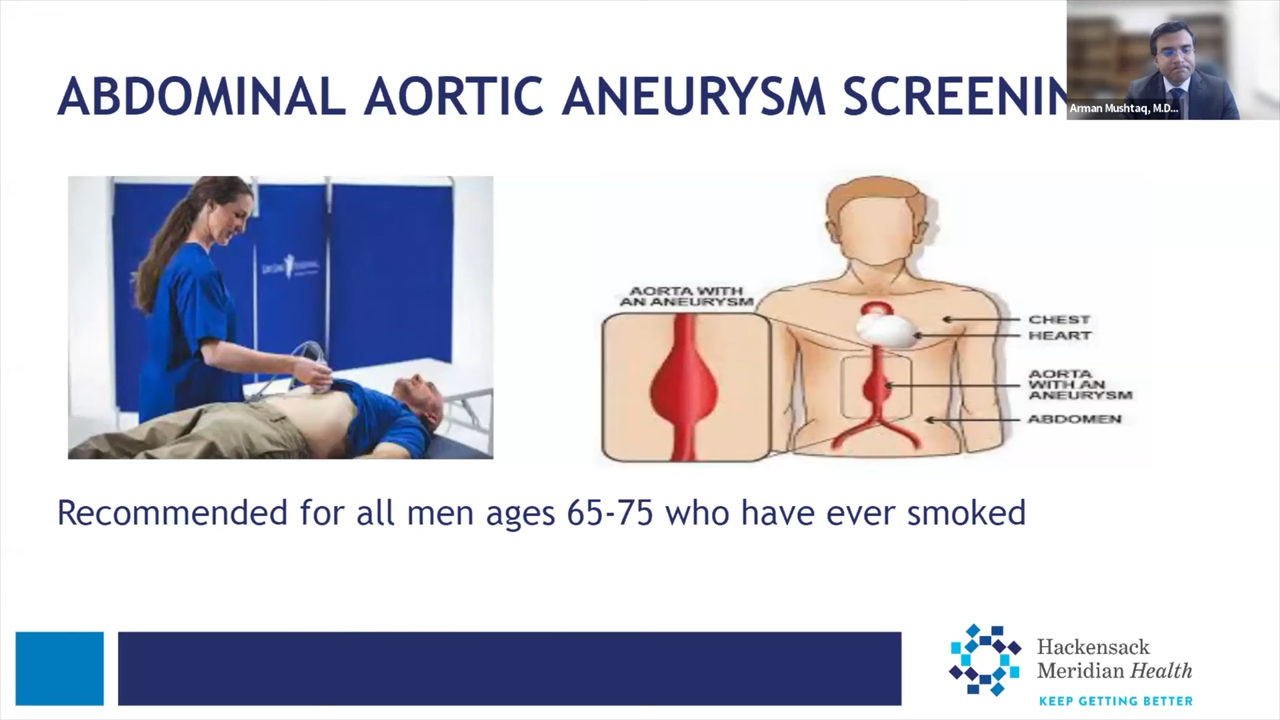 ABDOMINAL AORTIC ANEURYSM SCREENIN
Arman Mushtaq, M.D...
AORTA WITH
AN ANEURYSM
CHEST
HEART
AORTA
WITH AN
ANEURYSM
ABDOMEN
Recommended for all men ages 65-75 who have ever smoked
Hackensack
Meridian Health
KEEP GETTING BETTER